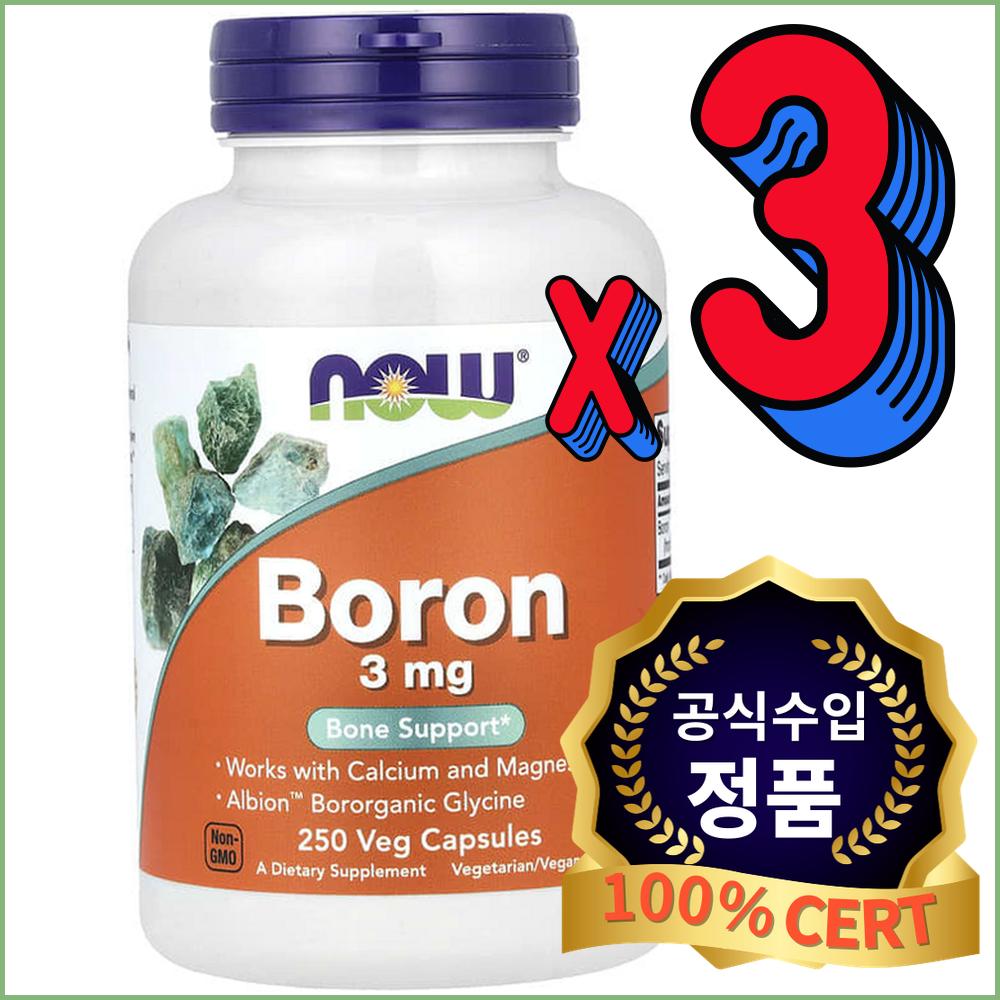 x3
now®
Boron
3 mg
Bone Support*
• Works with Calcium and Magnes
• Albion™ Bororganic Glycine
250 Veg Capsules
Non-
GMO
A Dietary Supplement Vegetarian/Vegan
공식수입
정품
100% CERT